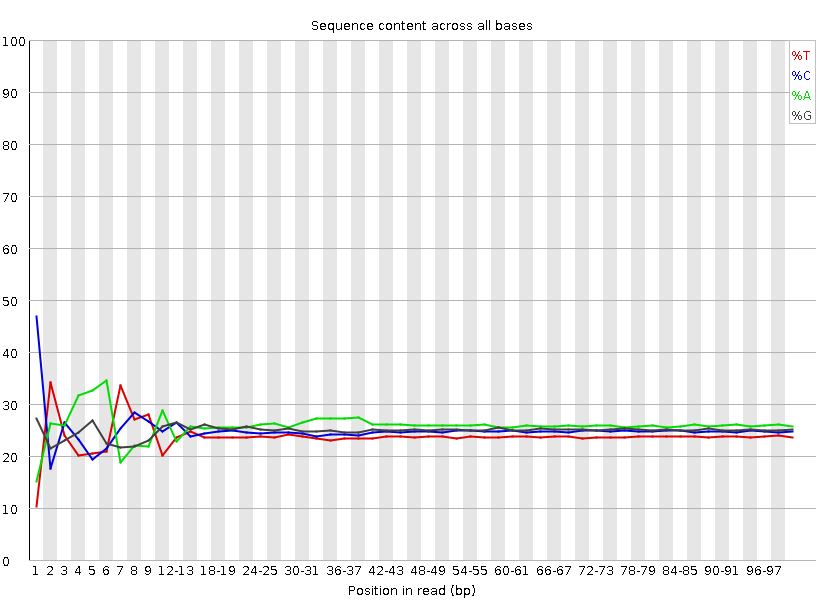 Sequence content across all bases
100
90
80
70
60
50
40
30
20
10
0
%T
%C
%A
%G
1 2 3 4 5 6 7 8 9 12-13 18-19 24-25 30-31 36-37 42-43 48-49 54-55 60-61 66-67 72-73 78-79 84-85 90-91 96-97
Position in read (bp)